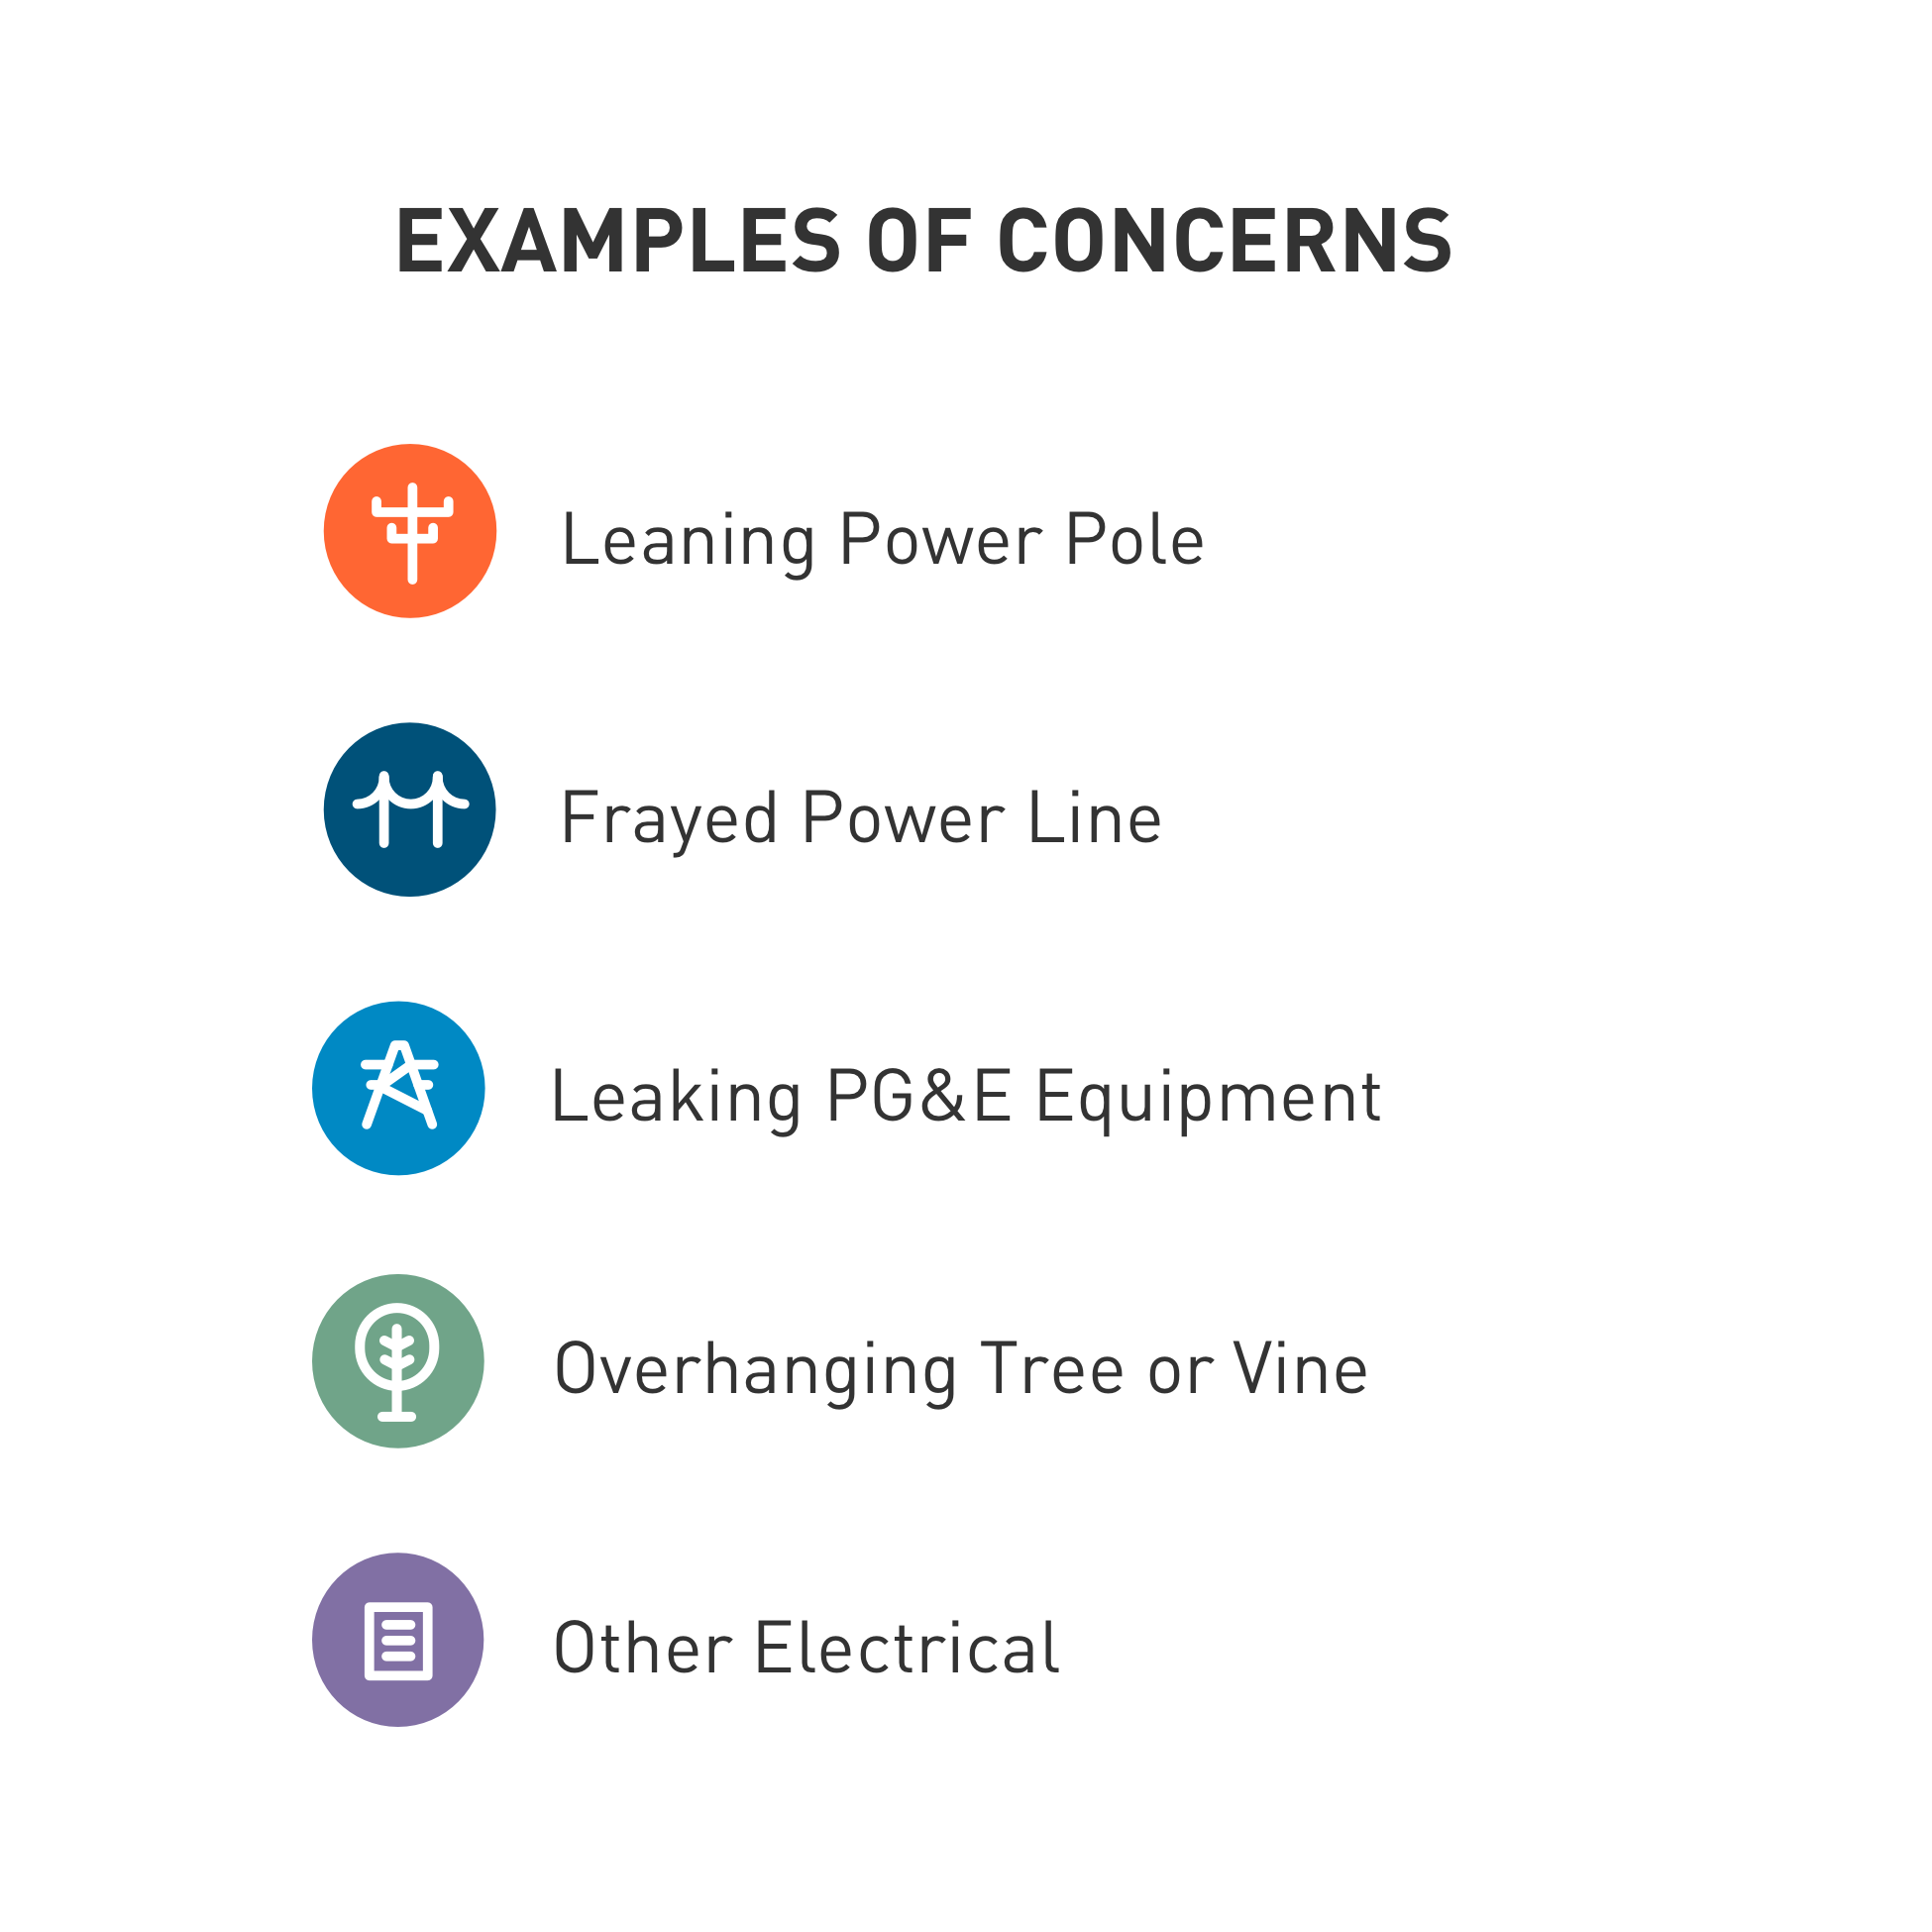 EXAMPLES OF CONCERNS
Leaning Power Pole
Frayed Power Line
Leaking PG&E Equipment
Overhanging Tree or Vine
Other Electrical